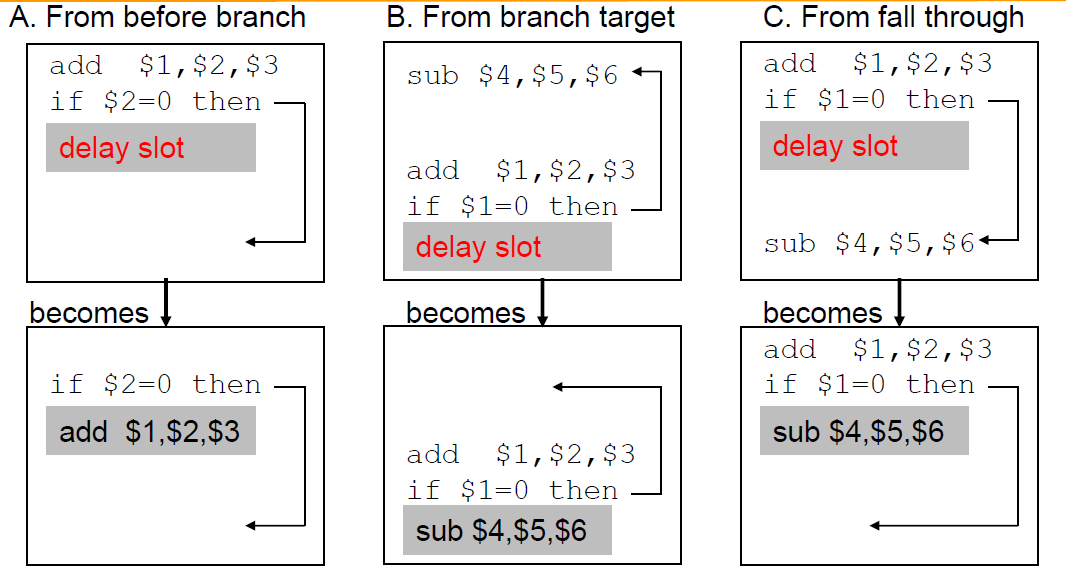 A. From before branch
add $1,$2,$3
if $2=0 then
delay slot
becomes
if $2=0 then
add $1,$2,$3
B. From branch target
sub $4,$5,$6
add $1,$2,$3
if $1=0 then
delay slot
becomes
add $1,$2,$3
if $1=0 then
sub $4,$5,$6
C. From fall through
add $1,$2,$3
if $1=0 then
delay slot
sub $4,$5,$6
becomes
add $1,$2,$3
if $1=0 then
sub $4,$5,$6